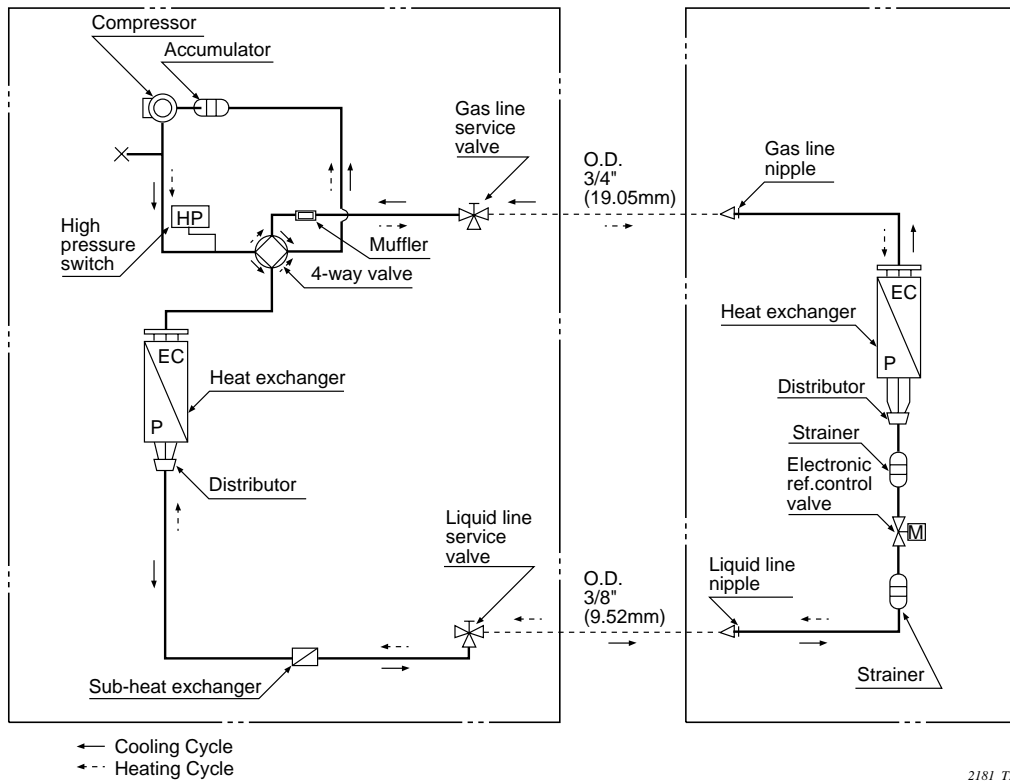 Compressor
Accumulator
Gas line
service
valve
O.D.
3/4"
(19.05mm)
Gas line
nipple
HP
High
pressure
switch
Muffler
4-way valve
EC
P
Heat exchanger
Distributor
EC
P
Heat exchanger
Distributor
Strainer
Electronic
ref.control
valve
M
Liquid line
service
valve
O.D.
3/8"
(9.52mm)
Liquid line
nipple
Sub-heat exchanger
Strainer
Cooling Cycle
Heating Cycle